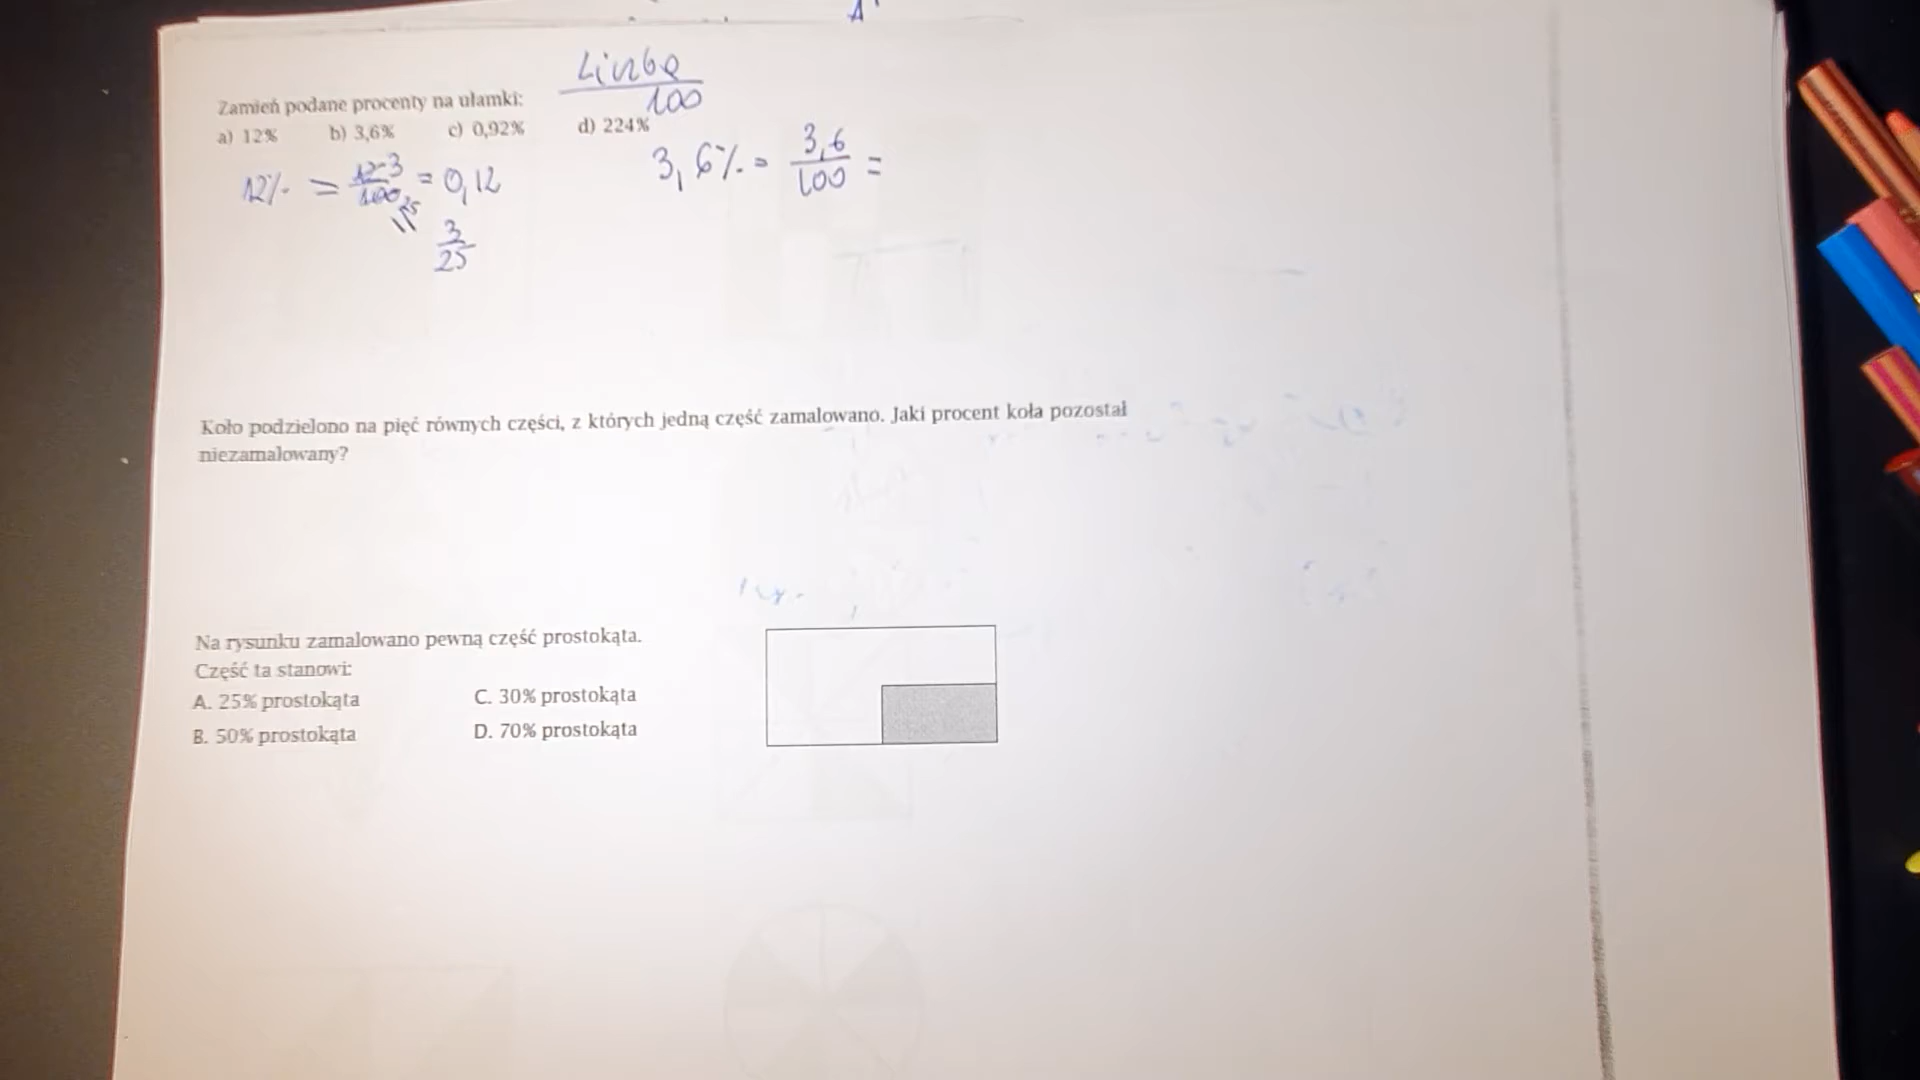 Liczba
100
Zamień podane procenty na ułamki:
a) 12% b) 3,6% c) 0,92% d) 224%
12% = 12 3 / 100 25 = 0,12
3 / 25
3,6% = 3,6 / 100 =
Koło podzielono na pięć równych części, z których jedną część zamalowano. Jaki procent koła pozostał
niezamalowany?
Na rysunku zamalowano pewną część prostokąta.
Część ta stanowi:
A. 25% prostokąta C. 30% prostokąta
B. 50% prostokąta D. 70% prostokąta